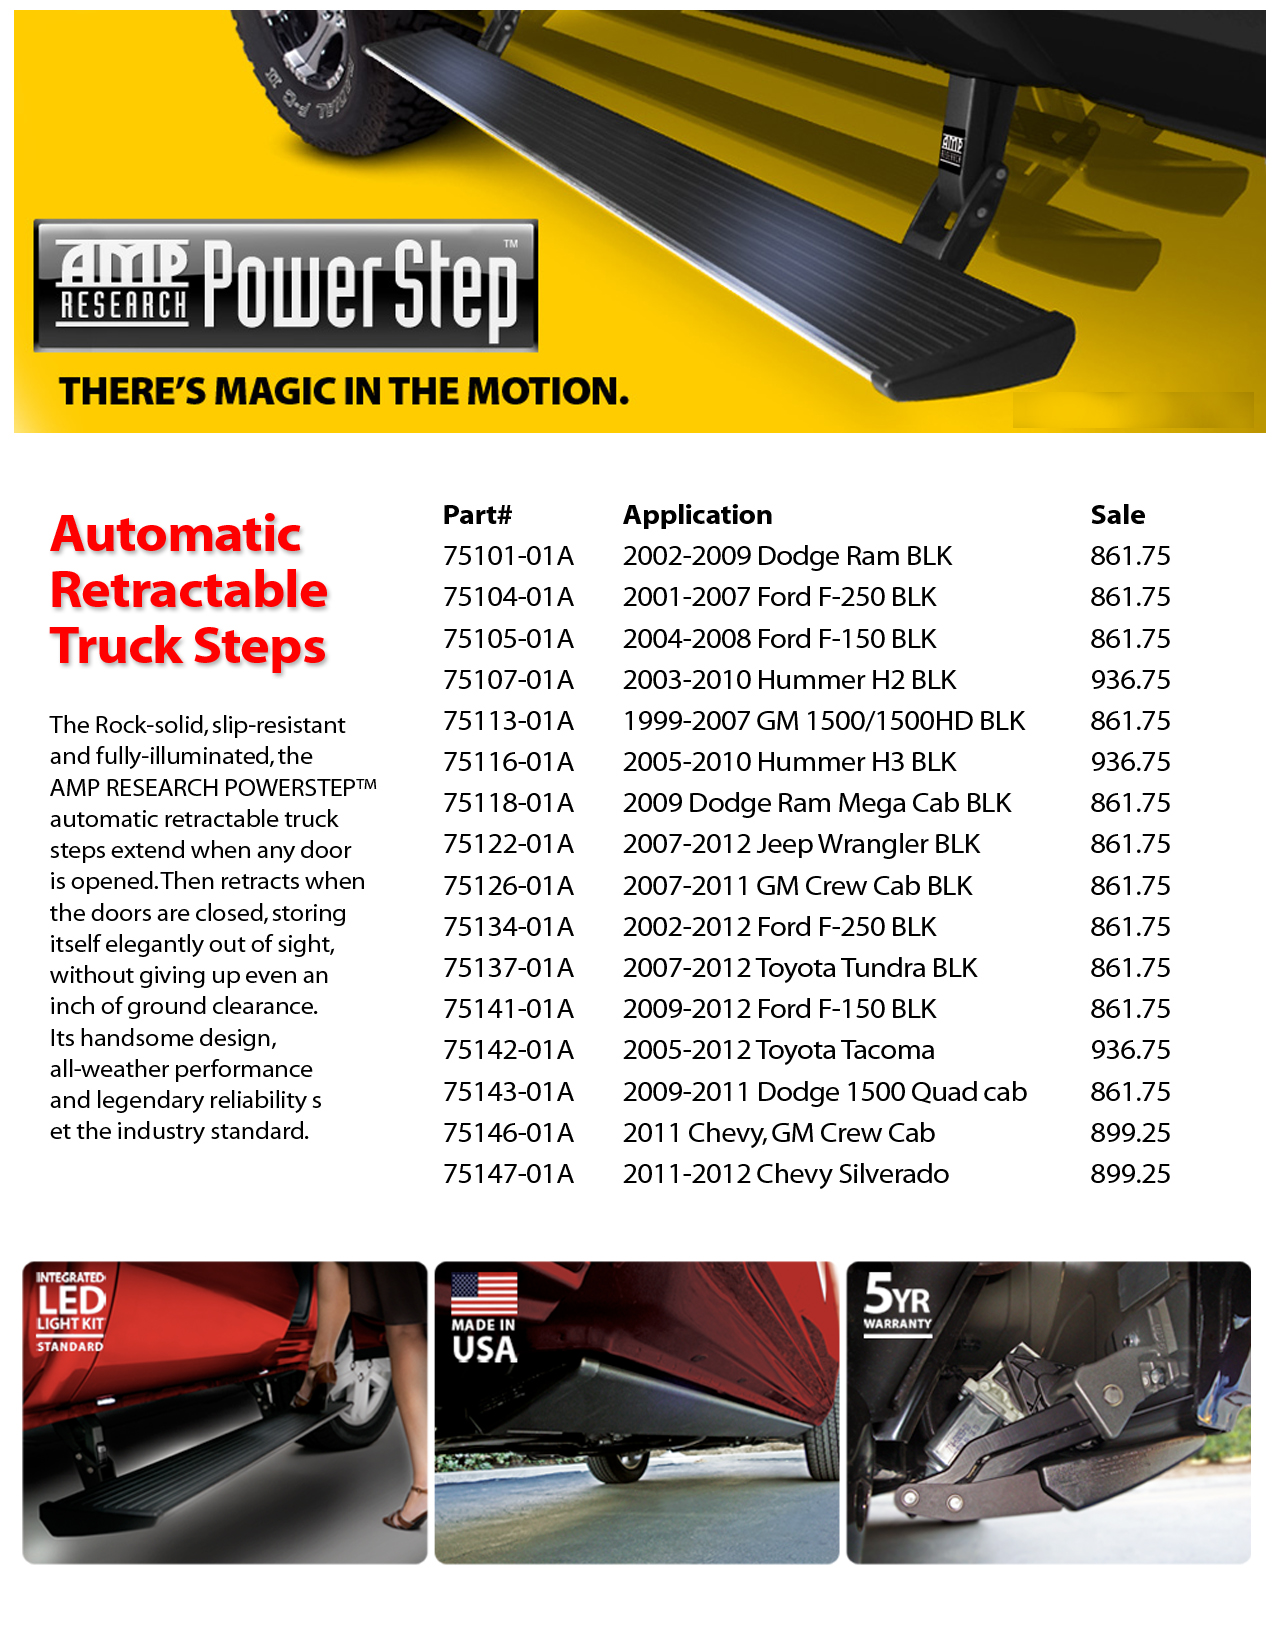 RADIAL F-C II
AMP
RESEARCH
AMP
RESEARCH
Power Step™
THERE'S MAGIC IN THE MOTION.
Automatic
Retractable
Truck Steps
The Rock-solid, slip-resistant
and fully-illuminated, the
AMP RESEARCH POWERSTEP™
automatic retractable truck
steps extend when any door
is opened. Then retracts when
the doors are closed, storing
itself elegantly out of sight,
without giving up even an
inch of ground clearance.
Its handsome design,
all-weather performance
and legendary reliability s
et the industry standard.
Part# Application Sale
75101-01A 2002-2009 Dodge Ram BLK 861.75
75104-01A 2001-2007 Ford F-250 BLK 861.75
75105-01A 2004-2008 Ford F-150 BLK 861.75
75107-01A 2003-2010 Hummer H2 BLK 936.75
75113-01A 1999-2007 GM 1500/1500HD BLK 861.75
75116-01A 2005-2010 Hummer H3 BLK 936.75
75118-01A 2009 Dodge Ram Mega Cab BLK 861.75
75122-01A 2007-2012 Jeep Wrangler BLK 861.75
75126-01A 2007-2011 GM Crew Cab BLK 861.75
75134-01A 2002-2012 Ford F-250 BLK 861.75
75137-01A 2007-2012 Toyota Tundra BLK 861.75
75141-01A 2009-2012 Ford F-150 BLK 861.75
75142-01A 2005-2012 Toyota Tacoma 936.75
75143-01A 2009-2011 Dodge 1500 Quad cab 861.75
75146-01A 2011 Chevy, GM Crew Cab 899.25
75147-01A 2011-2012 Chevy Silverado 899.25
INTEGRATED
LED
LIGHT KIT
STANDARD
MADE IN
USA
5YR
WARRANTY